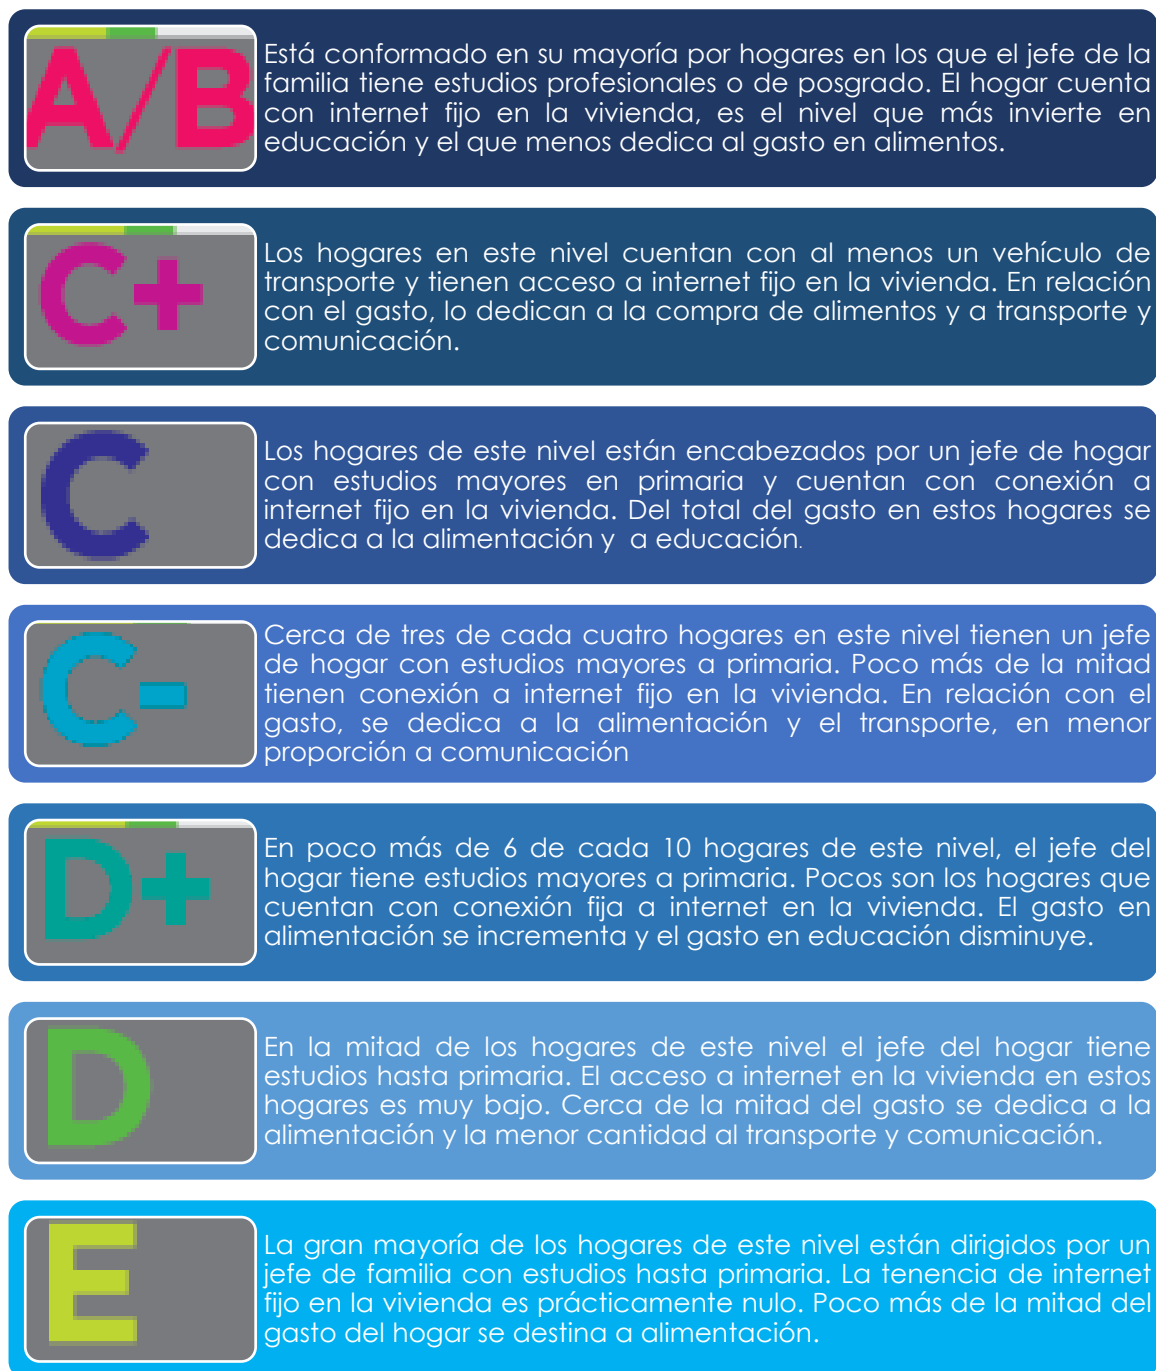 A/B
Está conformado en su mayoría por hogares en los que el jefe de la
familia tiene estudios profesionales o de posgrado. El hogar cuenta
con internet fijo en la vivienda, es el nivel que más invierte en
educación y el que menos dedica al gasto en alimentos.
C+
Los hogares en este nivel cuentan con al menos un vehículo de
transporte y tienen acceso a internet fijo en la vivienda. En relación
con el gasto, lo dedican a la compra de alimentos y a transporte y
comunicación.
C
Los hogares de este nivel están encabezados por un jefe de hogar
con estudios mayores en primaria y cuentan con conexión a
internet fijo en la vivienda. Del total del gasto en estos hogares se
dedica a la alimentación y a educación.
C-
Cerca de tres de cada cuatro hogares en este nivel tienen un jefe
de hogar con estudios mayores a primaria. Poco más de la mitad
tienen conexión a internet fijo en la vivienda. En relación con el
gasto, se dedica a la alimentación y el transporte, en menor
proporción a comunicación
D+
En poco más de 6 de cada 10 hogares de este nivel, el jefe del
hogar tiene estudios mayores a primaria. Pocos son los hogares que
cuentan con conexión fija a internet en la vivienda. El gasto en
alimentación se incrementa y el gasto en educación disminuye.
D
En la mitad de los hogares de este nivel el jefe del hogar tiene
estudios hasta primaria. El acceso a internet en la vivienda en estos
hogares es muy bajo. Cerca de la mitad del gasto se dedica a la
alimentación y la menor cantidad al transporte y comunicación.
E
La gran mayoría de los hogares de este nivel están dirigidos por un
jefe de familia con estudios hasta primaria. La tenencia de internet
fijo en la vivienda es prácticamente nulo. Poco más de la mitad del
gasto del hogar se destina a alimentación.